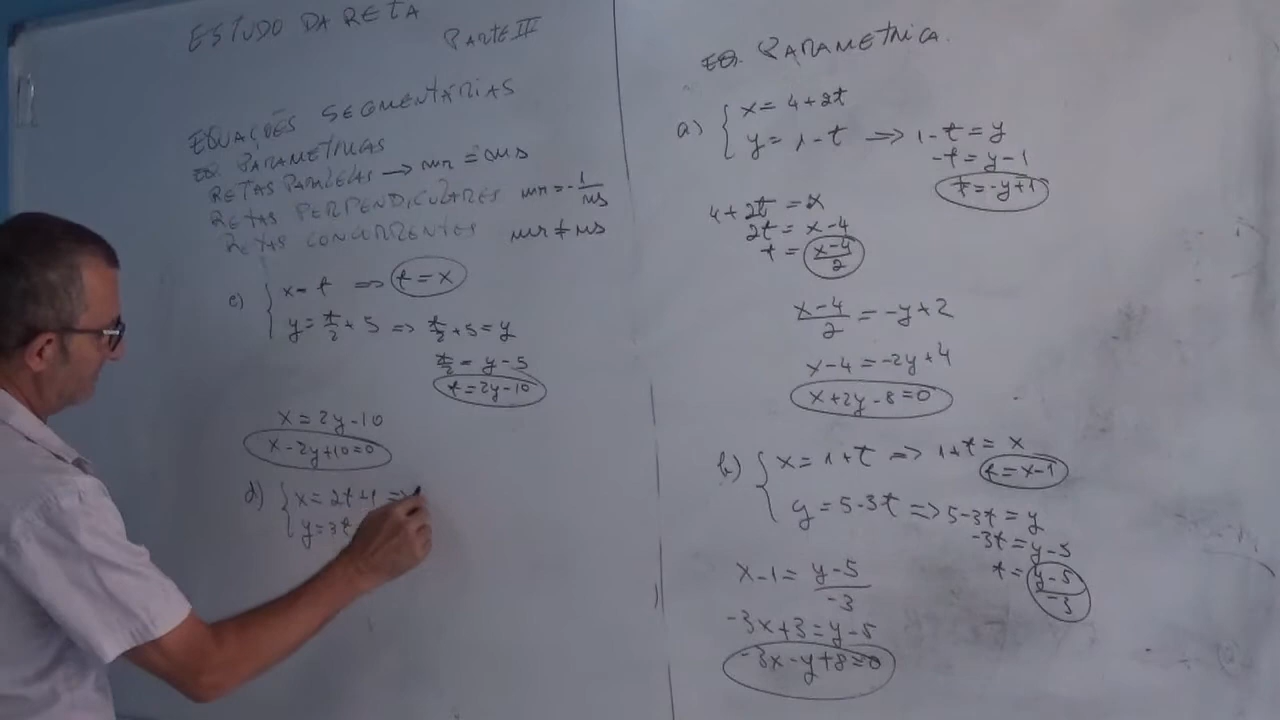 ESTUDO DA RETA
PARTE III
EQUAÇÕES SEGMENTÁRIAS
EQ. PARAMETRICAS
RETAS PARALELAS → mr = ms
RETAS PERPENDICULARES mr = -1/ms
RETAS CONCORRENTES mr ≠ ms
c) { x = t ⇒ t = x
y = t/2 + 5 ⇒ t/2 + 5 = y
t/2 = y - 5
t = 2y - 10
x = 2y - 10
x - 2y + 10 = 0
d) { x = 2t + 1 ⇒
y = 3t
EQ. PARAMETRICA.
a) { x = 4 + 2t
y = 1 - t ⇒ 1 - t = y
-t = y - 1
t = -y + 1
4 + 2t = x
2t = x - 4
t = x-4/2
x-4/2 = -y + 2
x - 4 = -2y + 4
x + 2y - 8 = 0
b) { x = 1 + t ⇒ 1 + t = x
t = x - 1
y = 5 - 3t ⇒ 5 - 3t = y
-3t = y - 5
t = y-5/-3
x - 1 = y-5/-3
-3x + 3 = y - 5
-3x - y + 8 = 0